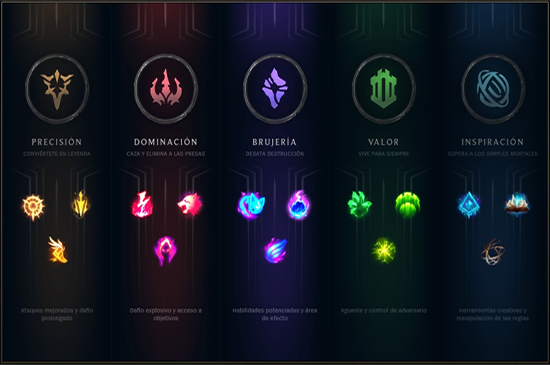 PRECISIÓN
CONVIÉRTETE EN LEYENDA
Ataques mejorados y daño
prolongado.
DOMINACIÓN
CAZA Y ELIMINA A LAS PRESAS
Daño explosivo y acceso a
objetivos.
BRUJERÍA
DESATA DESTRUCCIÓN
Habilidades potenciadas y área
de efecto
VALOR
VIVE PARA SIEMPRE
Aguante y control de adversario
INSPIRACIÓN
SUPERA A LOS SIMPLES MORTALES
Herramientas creativas y
manipulación de las reglas